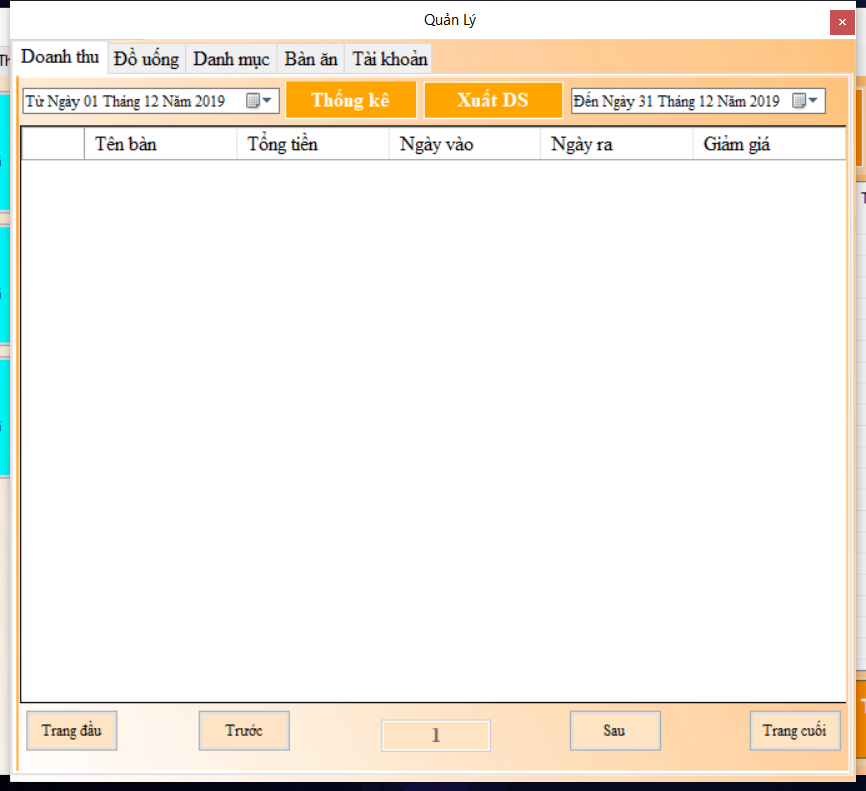 Quản Lý
Doanh thu Đồ uống Danh mục Bàn ăn Tài khoản
Từ Ngày 01 Tháng 12 Năm 2019 Thống kê Xuất DS Đến Ngày 31 Tháng 12 Năm 2019
Tên bàn Tổng tiền Ngày vào Ngày ra Giảm giá
Trang đầu Trước 1 Sau Trang cuối